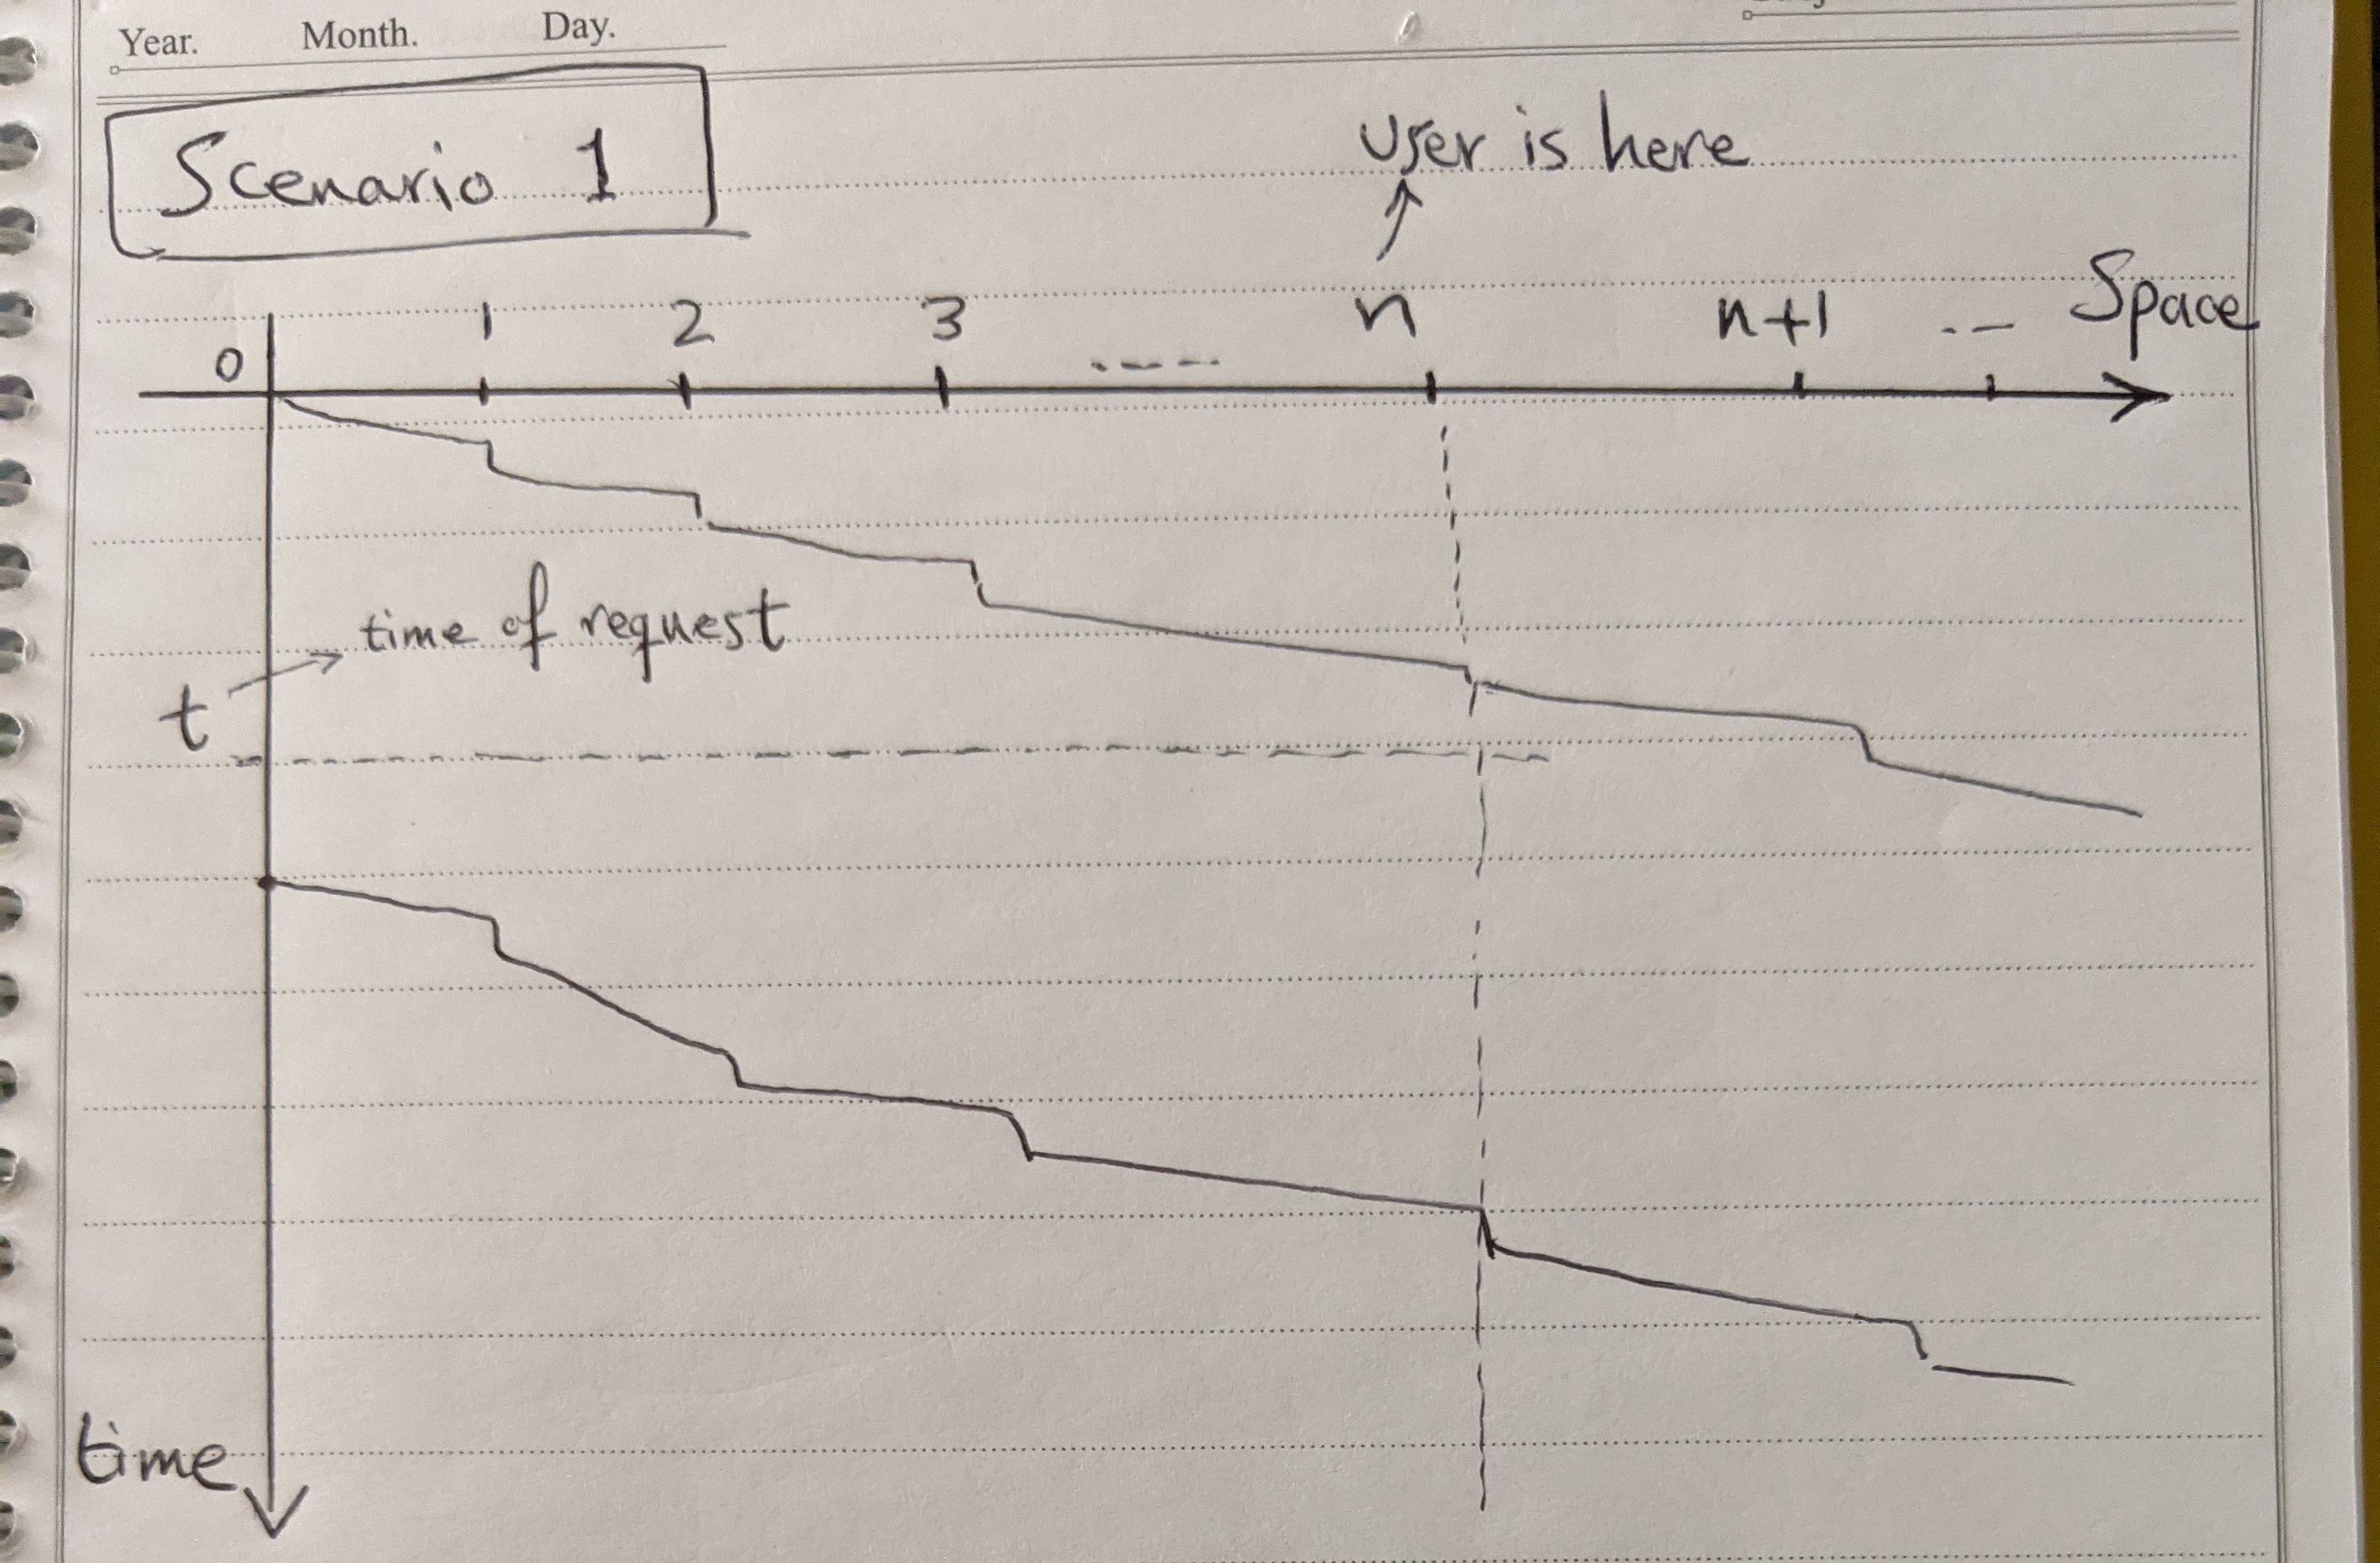 Year. Month. Day.
Scenario 1
User is here
0 1 2 3 ----- n n+1 -- Space
time of request
t
time